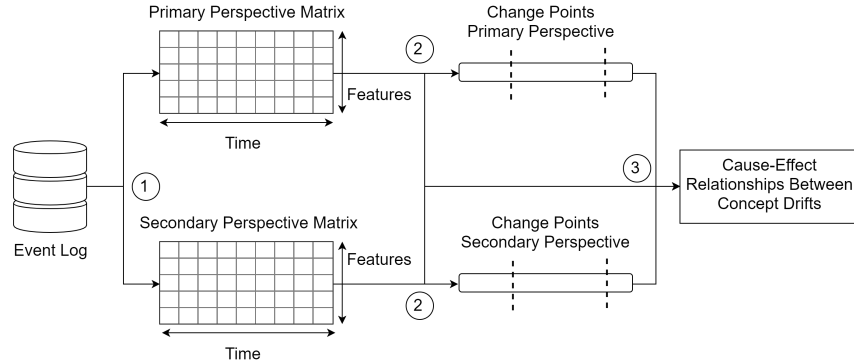 Primary Perspective Matrix
Change Points
Primary Perspective
2
Features
Time
1
Event Log
3
Cause-Effect
Relationships Between
Concept Drifts
Secondary Perspective Matrix
Change Points
Secondary Perspective
Features
2
Time